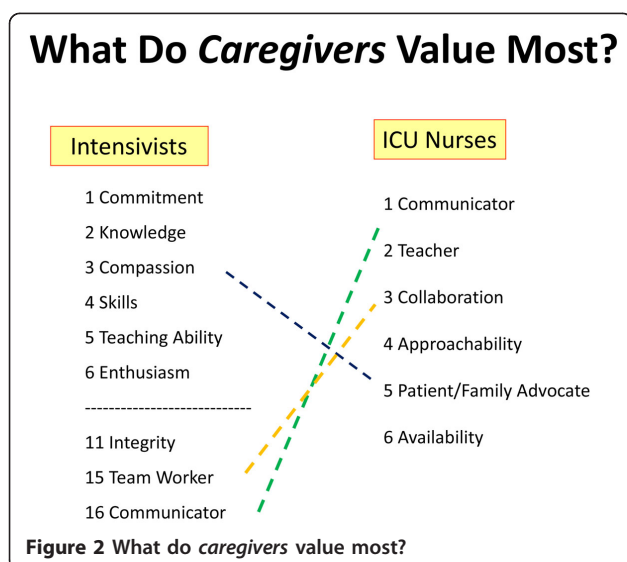 What Do Caregivers Value Most?
Intensivists
1 Commitment
2 Knowledge
3 Compassion
4 Skills
5 Teaching Ability
6 Enthusiasm
----------------------------
11 Integrity
15 Team Worker
16 Communicator
ICU Nurses
1 Communicator
2 Teacher
3 Collaboration
4 Approachability
5 Patient/Family Advocate
6 Availability
Figure 2 What do caregivers value most?